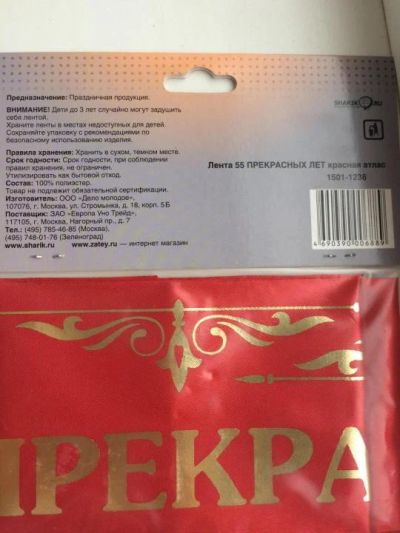 SHARIK.RU
Предназначение: Праздничная продукция.
ВНИМАНИЕ! Дети до 3 лет случайно могут задушить
себя лентой.
Храните ленты в местах недоступных для детей.
Сохраняйте упаковку с рекомендациями по
безопасному использованию изделия.
Правила хранения: Хранить в сухом, темном месте.
Срок годности: Срок годности, при соблюдении
правил хранения, не ограничен.
Утилизировать как бытовой отход.
Состав: 100% полиэстер.
Товар не подлежит обязательной сертификации.
Изготовитель: ООО «Дело молодое»,
107076, г. Москва, ул. Стромынка, д. 18, корп. 5Б
Поставщик: ЗАО «Европа Уно Трейд»,
117105, г. Москва, Нагорный пр., д. 7
Тел.: (495) 785-46-85 (Москва),
(495) 748-01-76 (Зеленоград)
www.sharik.ru www.zatey.ru — интернет магазин
Лента 55 ПРЕКРАСНЫХ ЛЕТ красная атлас
1501-1236
4690390006889
ПРЕКРА